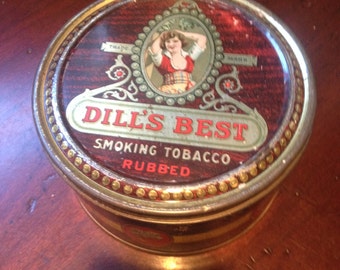 TRADE MARK
DILL'S BEST
SMOKING TOBACCO
RUBBED